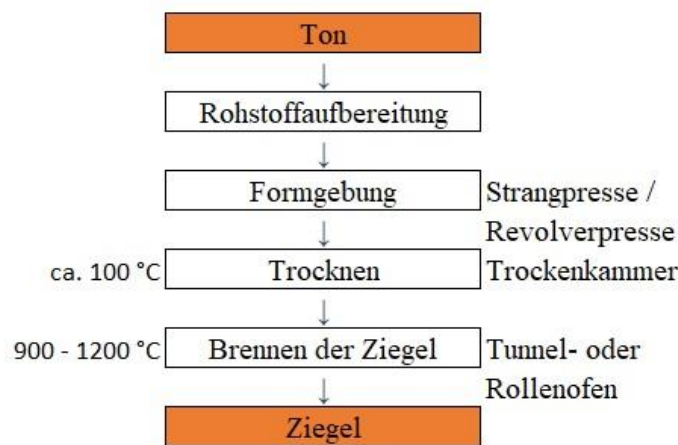 Ton
↓
Rohstoffaufbereitung
↓
Formgebung Strangpresse /
↓ Revolverpresse
ca. 100 °C Trocknen Trockenkammer
↓
900 - 1200 °C Brennen der Ziegel Tunnel- oder
↓ Rollenofen
Ziegel